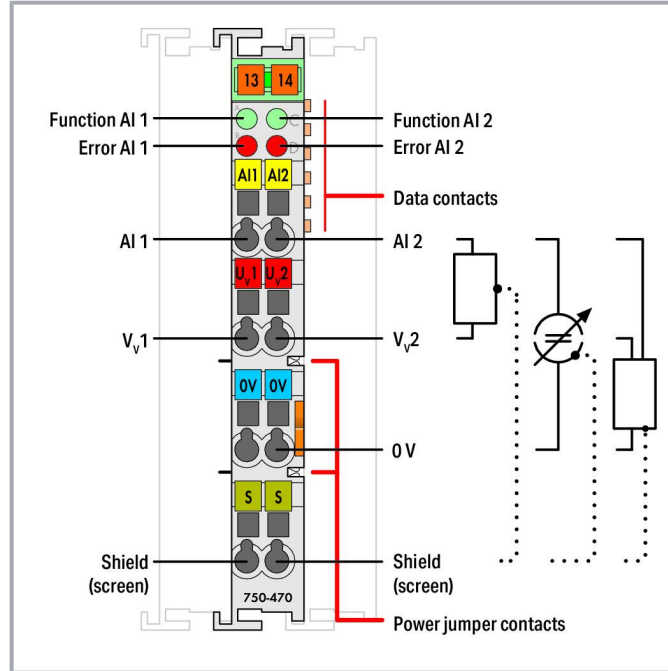 13 14
A C
Function AI 1
Function AI 2
B D
Error AI 1
Error AI 2
AI1 AI2
Data contacts
AI 1
AI 2
Uv1 Uv2
Vv1
Vv2
0V 0V
0 V
S S
Shield
(screen)
Shield
(screen)
750-470
Power jumper contacts